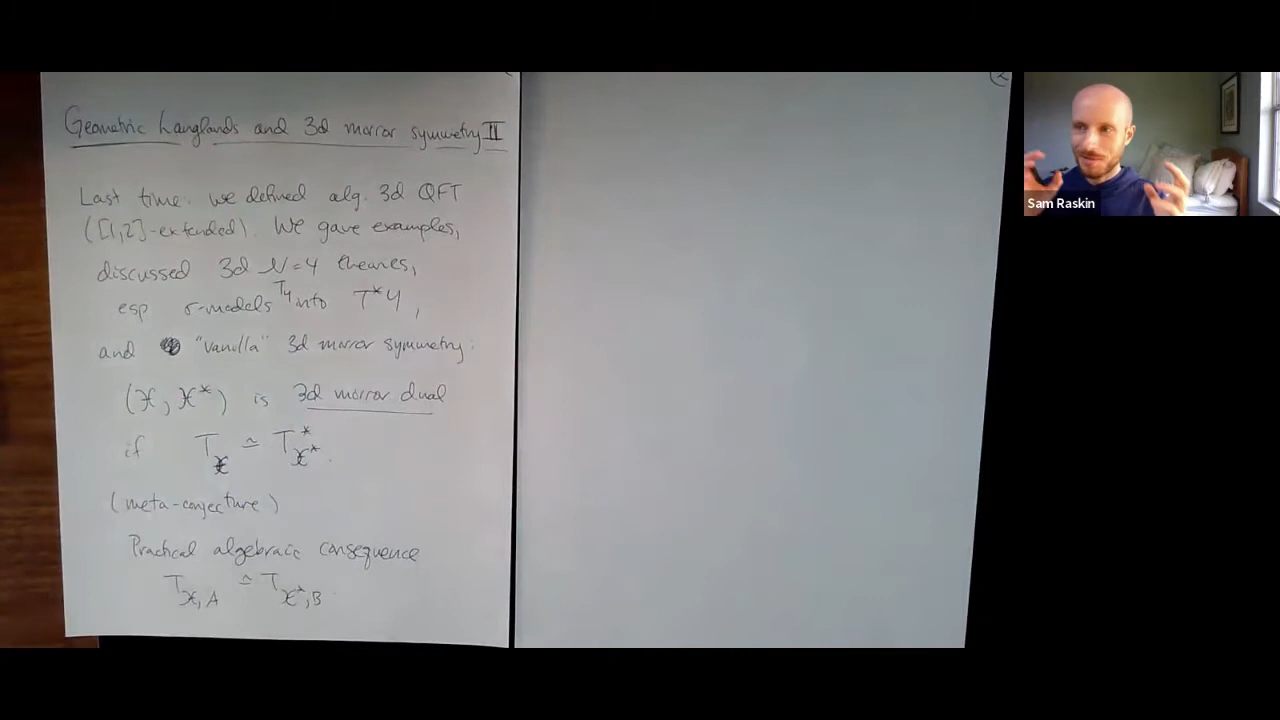 Geometric Langlands and 3d mirror symmetry II
Last time: we defined alg. 3d QFT
([1,2]-extended). We gave examples,
discussed 3d N=4 theories,
esp σ-models T_Y into T*Y,
and "vanilla" 3d mirror symmetry:
(X, X*) is 3d mirror dual
if T_X ≃ T*_X*.
(meta-conjecture)
Practical algebraic consequence
T_X,A ≃ T_X*,B
(2
Sam Raskin